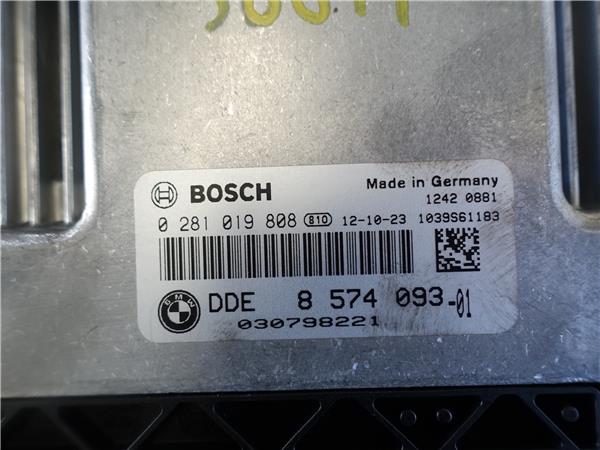 BOSCH Made in Germany
1242 0881
0 281 019 808 810 12-10-23 1039S61183
BMW DDE 8 574 093-01
030798221